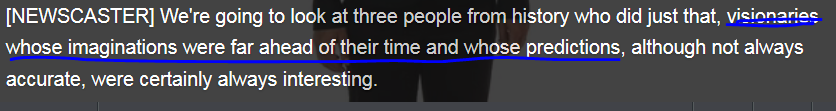 [NEWSCASTER] We're going to look at three people from history who did just that, visionaries
whose imaginations were far ahead of their time and whose predictions, although not always
accurate, were certainly always interesting.